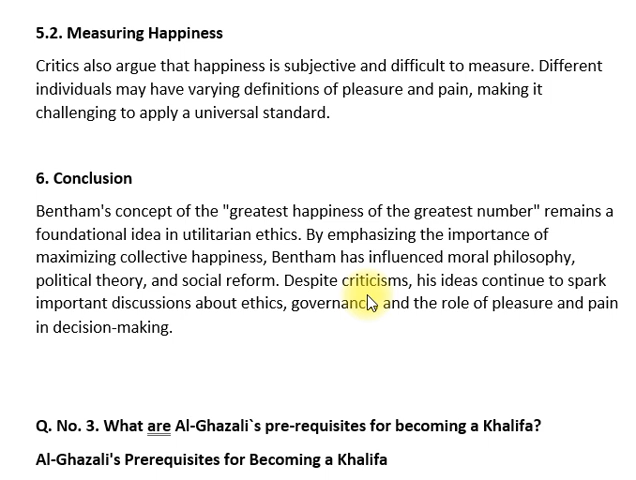 5.2. Measuring Happiness
Critics also argue that happiness is subjective and difficult to measure. Different
individuals may have varying definitions of pleasure and pain, making it
challenging to apply a universal standard.
6. Conclusion
Bentham's concept of the "greatest happiness of the greatest number" remains a
foundational idea in utilitarian ethics. By emphasizing the importance of
maximizing collective happiness, Bentham has influenced moral philosophy,
political theory, and social reform. Despite criticisms, his ideas continue to spark
important discussions about ethics, governance, and the role of pleasure and pain
in decision-making.
Q. No. 3. What are Al-Ghazali`s pre-requisites for becoming a Khalifa?
Al-Ghazali's Prerequisites for Becoming a Khalifa